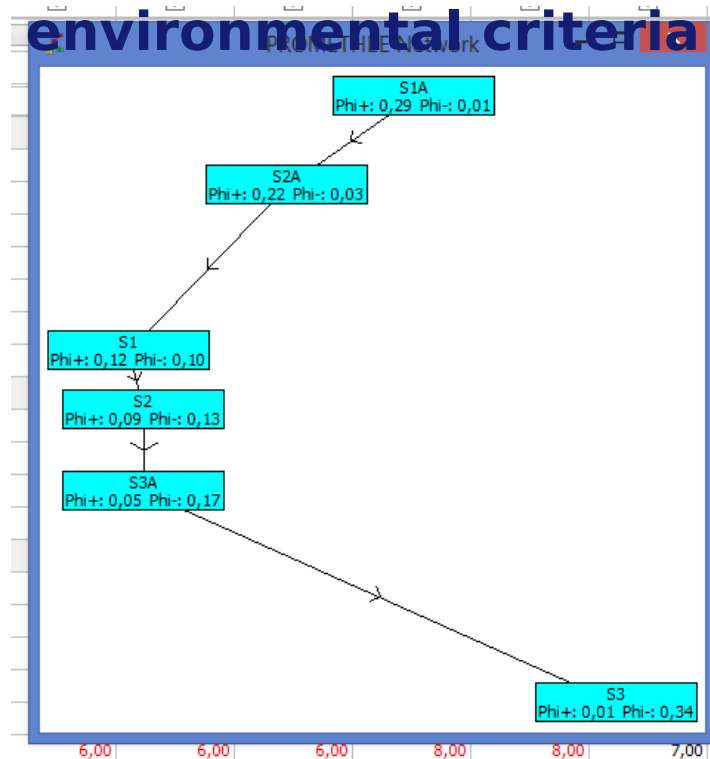 environmental criteria
PROMETHEE Network
S1A
Phi+: 0,29 Phi-: 0,01
S2A
Phi+: 0,22 Phi-: 0,03
S1
Phi+: 0,12 Phi-: 0,10
S2
Phi+: 0,09 Phi-: 0,13
S3A
Phi+: 0,05 Phi-: 0,17
S3
Phi+: 0,01 Phi-: 0,34
6,00 6,00 6,00 8,00 8,00 7,00